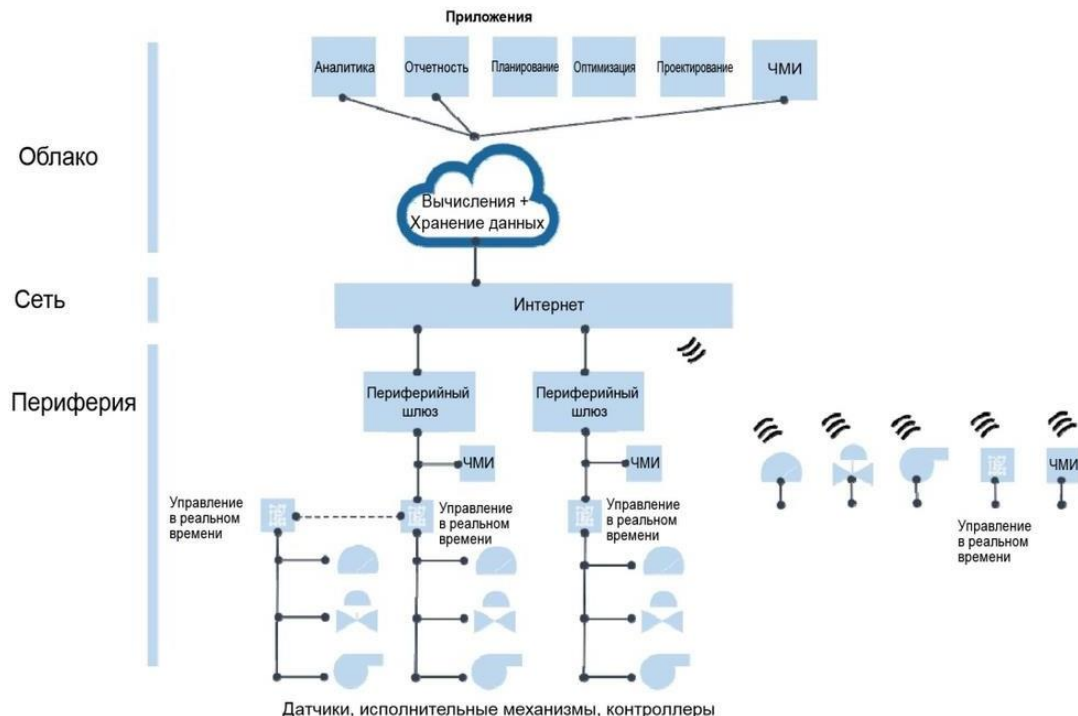 Приложения
Аналитика
Отчетность
Планирование
Оптимизация
Проектирование
ЧМИ
Облако
Вычисления +
Хранение данных
Сеть
Интернет
Периферия
Периферийный
шлюз
Периферийный
шлюз
ЧМИ
ЧМИ
ЧМИ
Управление
в реальном
времени
Управление
в реальном
времени
Управление
в реальном
времени
Управление
в реальном
времени
Датчики, исполнительные механизмы, контроллеры